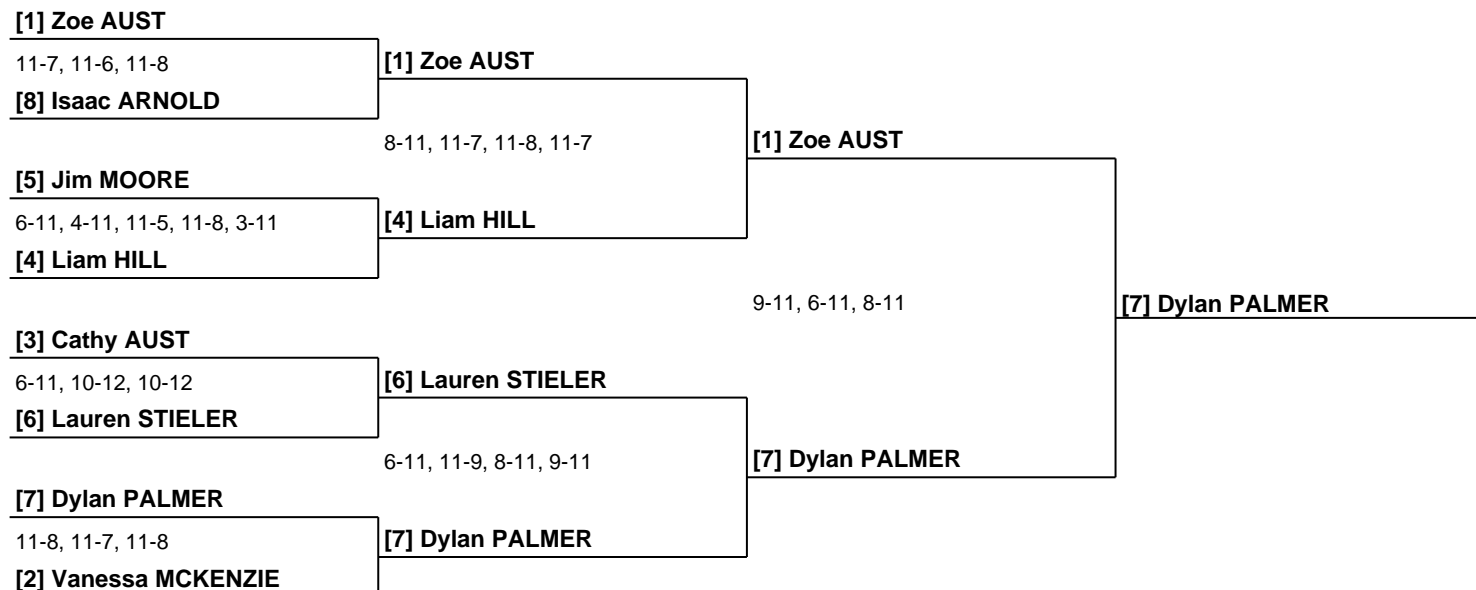 [1] Zoe AUST
11-7, 11-6, 11-8
[8] Isaac ARNOLD
[1] Zoe AUST
8-11, 11-7, 11-8, 11-7
[5] Jim MOORE
6-11, 4-11, 11-5, 11-8, 3-11
[4] Liam HILL
[4] Liam HILL
[1] Zoe AUST
9-11, 6-11, 8-11
[3] Cathy AUST
6-11, 10-12, 10-12
[6] Lauren STIELER
[6] Lauren STIELER
6-11, 11-9, 8-11, 9-11
[7] Dylan PALMER
11-8, 11-7, 11-8
[2] Vanessa MCKENZIE
[7] Dylan PALMER
[7] Dylan PALMER
[7] Dylan PALMER